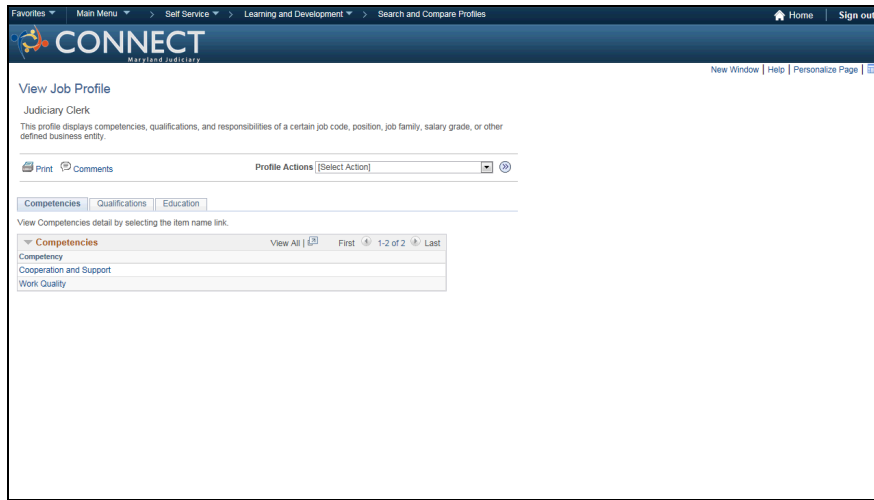 Favorites Main Menu > Self Service > Learning and Development > Search and Compare Profiles Home Sign out
CONNECT
Maryland Judiciary
New Window | Help | Personalize Page |
View Job Profile
Judiciary Clerk
This profile displays competencies, qualifications, and responsibilities of a certain job code, position, job family, salary grade, or other
defined business entity.
Print Comments Profile Actions [Select Action]
Competencies Qualifications Education
View Competencies detail by selecting the item name link.
Competencies View All | First 1-2 of 2 Last
Competency
Cooperation and Support
Work Quality